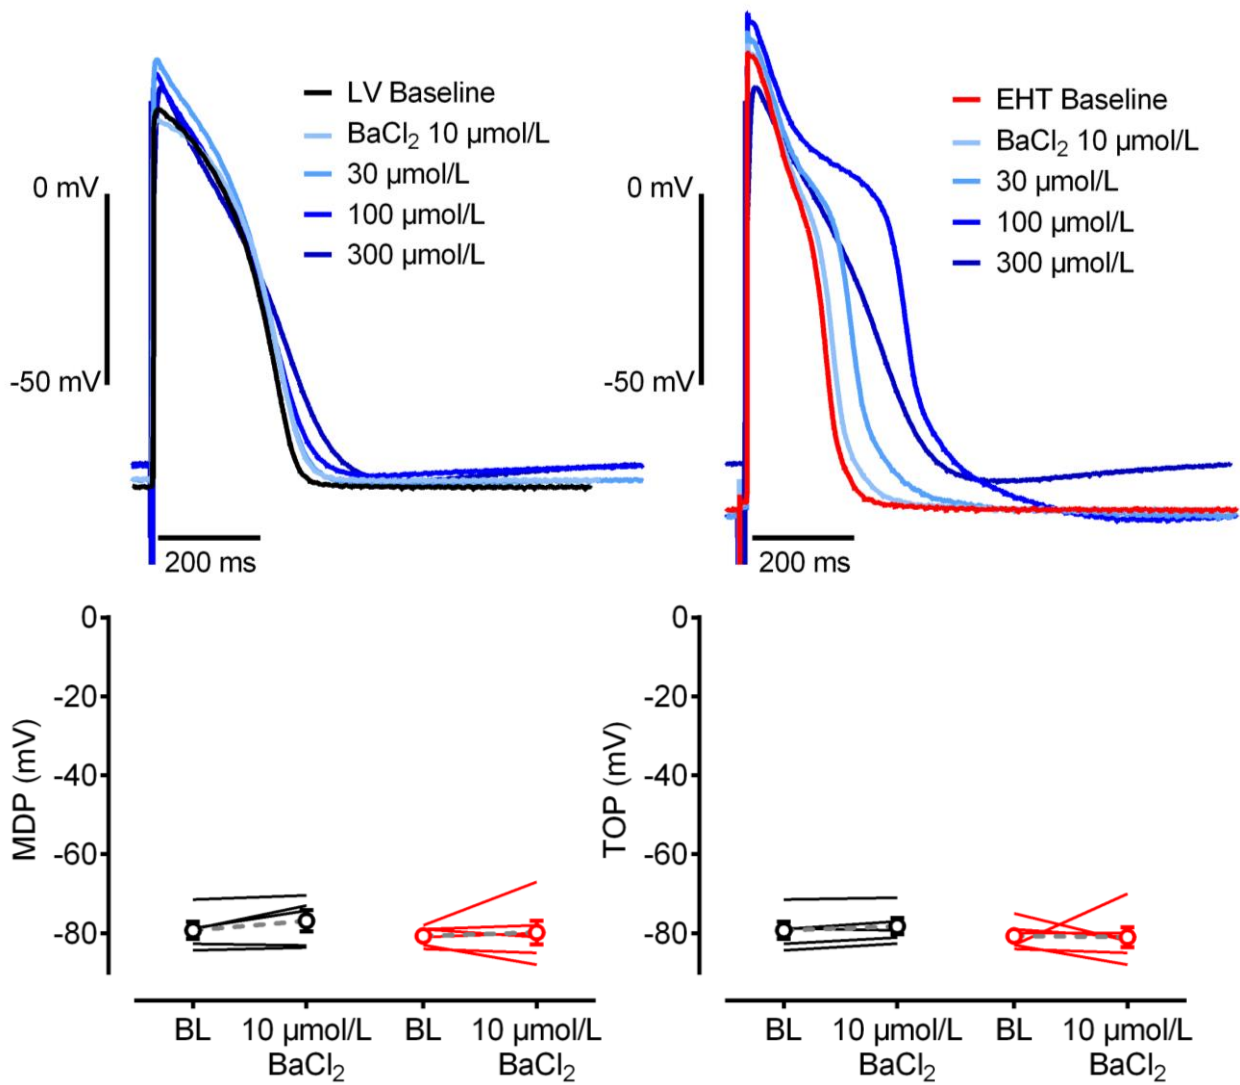 LV Baseline
BaCl₂ 10 µmol/L
30 µmol/L
100 µmol/L
300 µmol/L
0 mV
-50 mV
200 ms
EHT Baseline
BaCl₂ 10 µmol/L
30 µmol/L
100 µmol/L
300 µmol/L
0 mV
-50 mV
200 ms
MDP (mV)
0
-20
-40
-60
-80
BL
10 µmol/L
BaCl₂
BL
10 µmol/L
BaCl₂
TOP (mV)
0
-20
-40
-60
-80
BL
10 µmol/L
BaCl₂
BL
10 µmol/L
BaCl₂